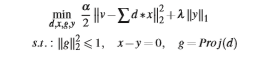 min d,x,g,y α/2 ‖v−∑d∗x‖₂² + λ‖y‖₁
s.t.: ‖g‖₂² ⩽ 1, x−y=0, g=Proj(d)